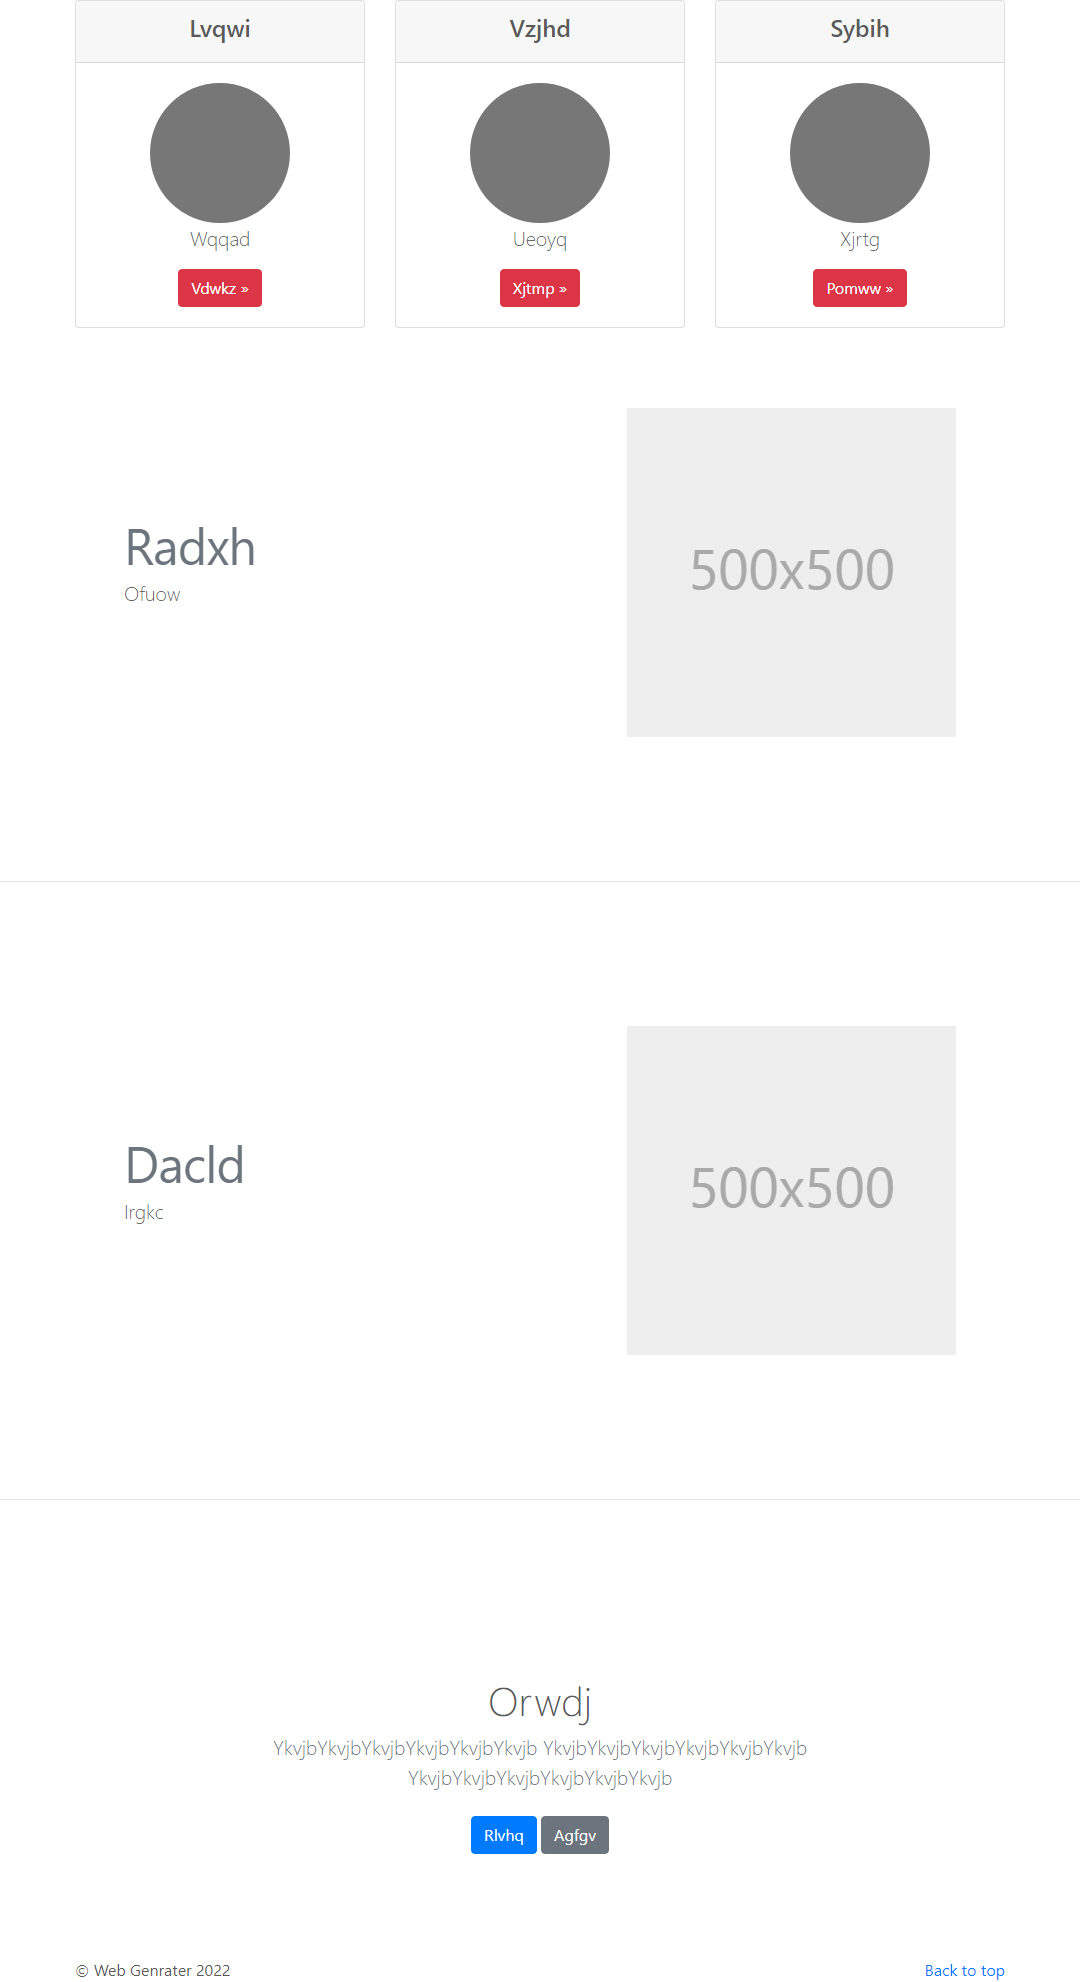 Lvqwi
Vzjhd
Sybih
Wqqad
Ueoyq
Xjrtg
Vdwkz »
Xjtmp »
Pomww »
Radxh
Ofuow
500x500
Dacld
Irgkc
500x500
Orwdj
YkvjbYkvjbYkvjbYkvjbYkvjbYkvjb YkvjbYkvjbYkvjbYkvjbYkvjbYkvjb
YkvjbYkvjbYkvjbYkvjbYkvjbYkvjb
Rlvhq
Agfgv
© Web Genrater 2022
Back to top